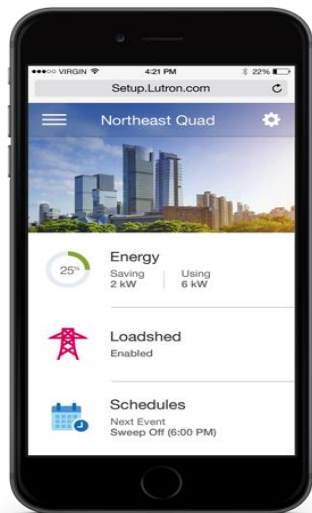 ●●●○○ VIRGIN 4:21 PM 22%
Setup.Lutron.com
Northeast Quad
25%
Energy
Saving Using
2 kW 6 kW
Loadshed
Enabled
Schedules
Next Event
Sweep Off (6:00 PM)